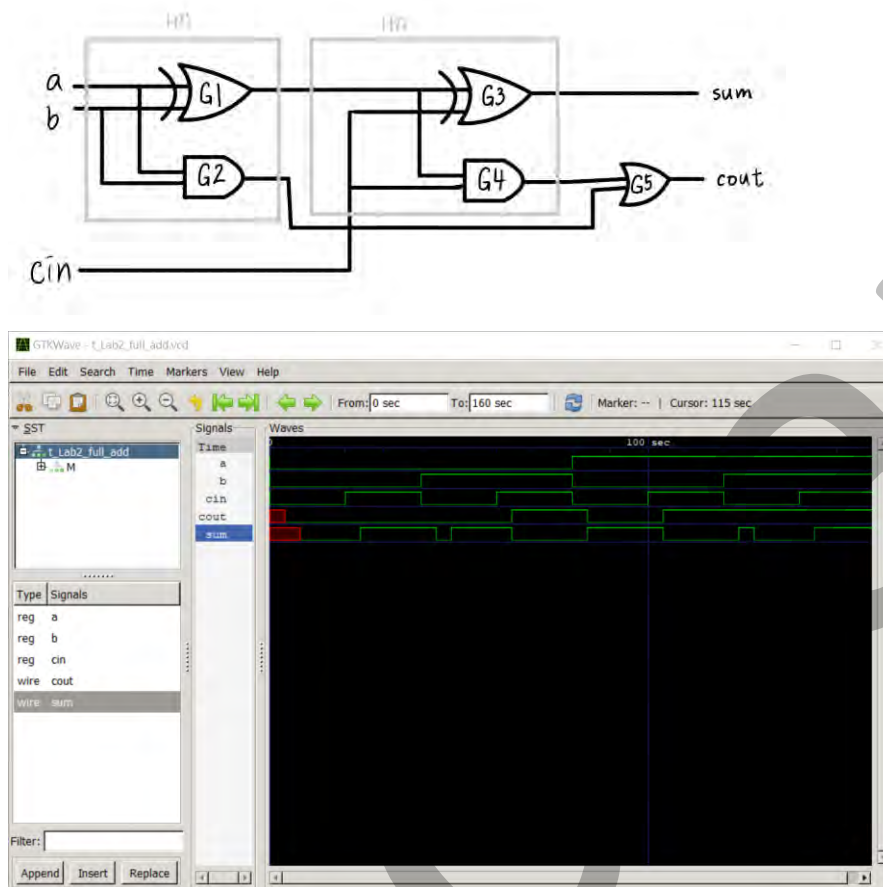 HA
HA
a
b
G1
G2
G3
G4
G5
sum
cout
cin
GTKWave - t_Lab2_full_add.vcd
File Edit Search Time Markers View Help
From: 0 sec To: 160 sec Marker: -- | Cursor: 115 sec
SST
t_Lab2_full_add
M
Type Signals
reg a
reg b
reg cin
wire cout
wire sum
Filter:
Append Insert Replace
Signals
Time
a
b
cin
cout
sum
Waves
0 100 sec